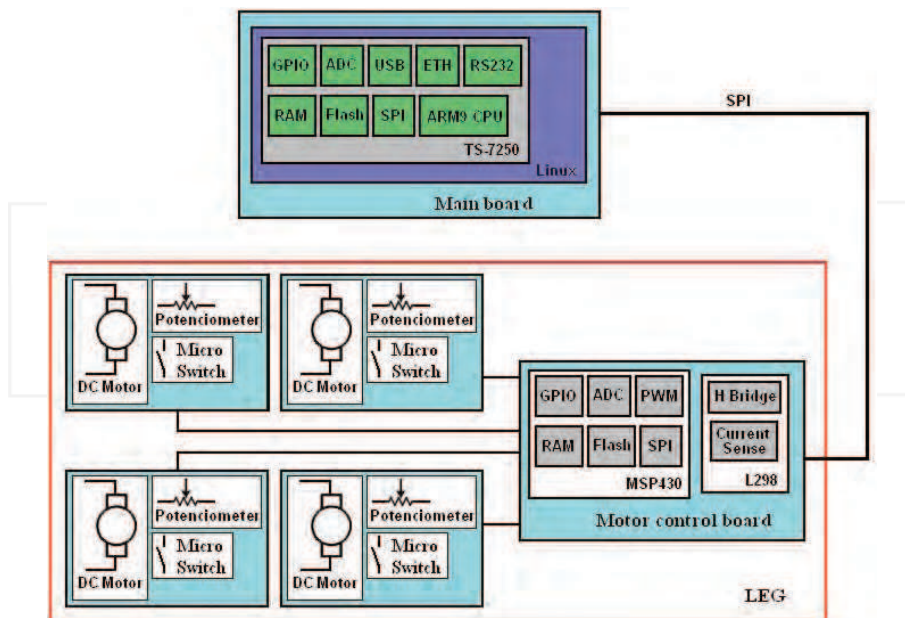 GPIO ADC USB ETH RS232
RAM Flash SPI ARM9 CPU
TS-7250
Linux
Main board
SPI
Potenciometer
Micro
Switch
DC Motor
Potenciometer
Micro
Switch
DC Motor
GPIO ADC PWM
RAM Flash SPI
MSP430
H Bridge
Current
Sense
L298
Motor control board
Potenciometer
Micro
Switch
DC Motor
Potenciometer
Micro
Switch
DC Motor
LEG